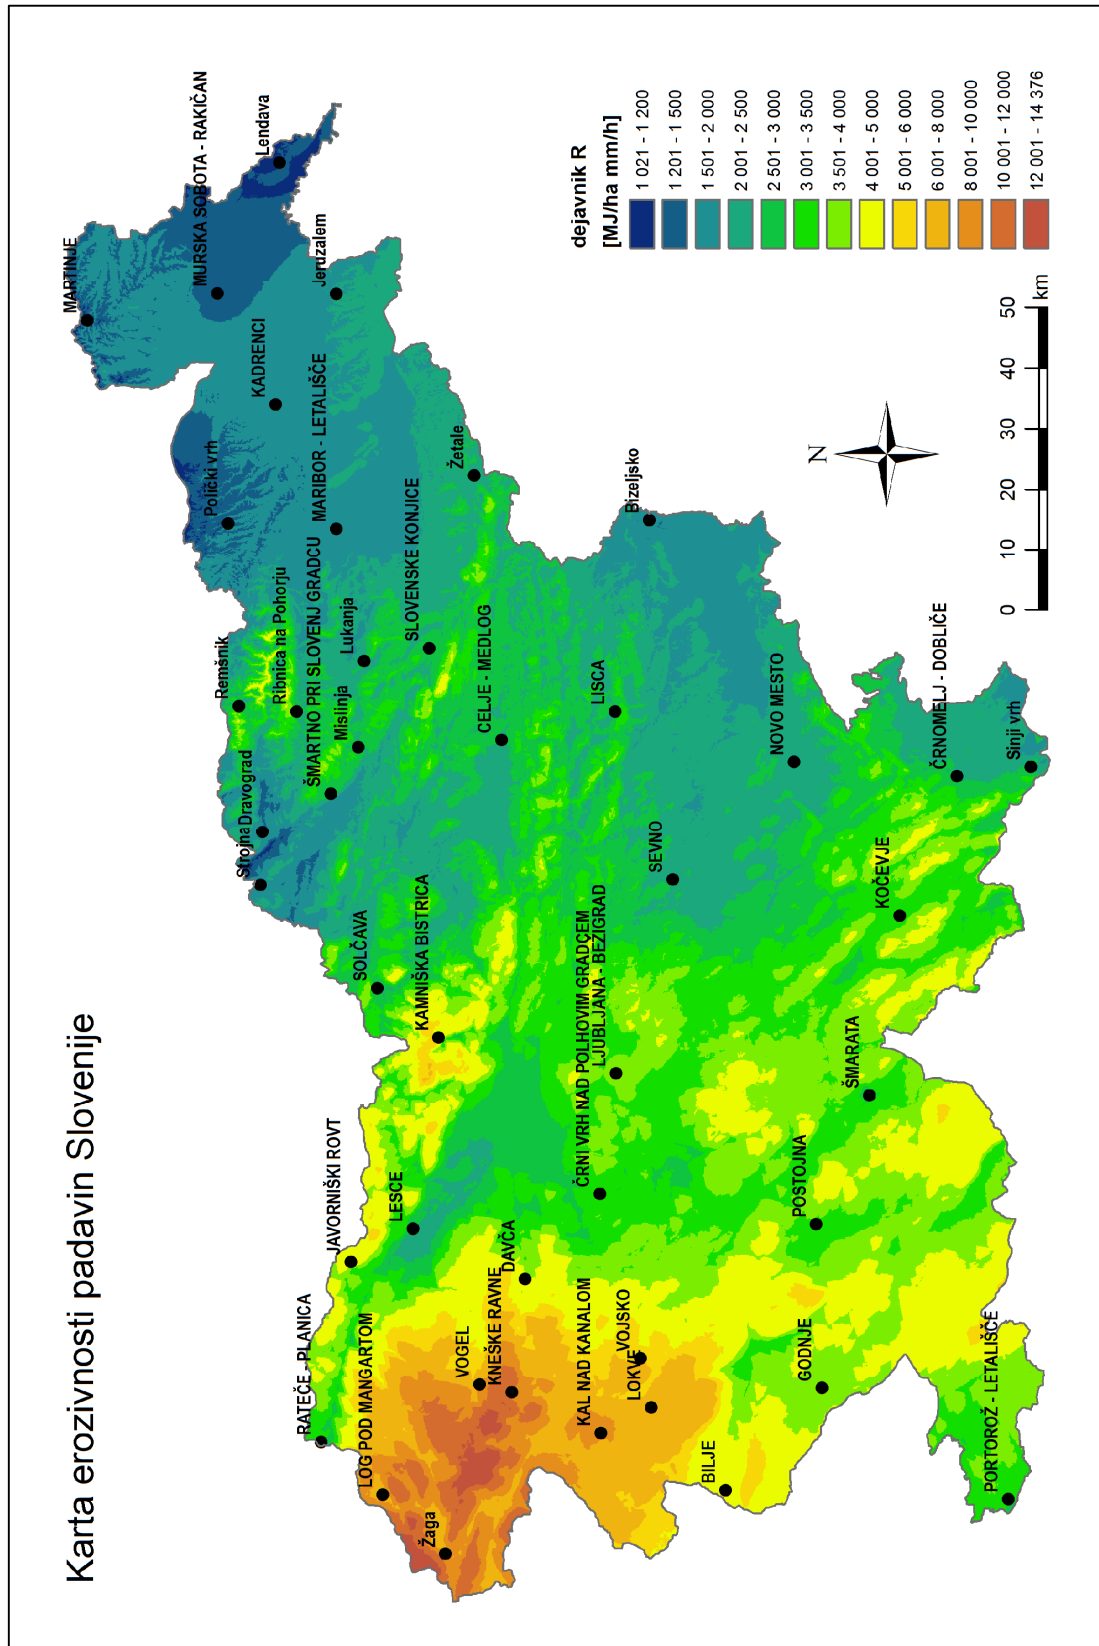 Karta erozivnosti padavin Slovenije
MARTINJE
MURSKA SOBOTA - RAKIČAN
Lendava
KADRENCI
Jeruzalem
Polički vrh
MARIBOR - LETALIŠČE
Žetale
Remšnik
Ribnica na Pohorju
ŠMARTNO PRI SLOVENJ GRADCU
Lukanja
SLOVENSKE KONJICE
Mislinja
Dravograd
Strojna
CELJE - MEDLOG
Bizeljsko
LISCA
SOLČAVA
KAMNIŠKA BISTRICA
SEVNO
NOVO MESTO
ČRNOMELJ - DOBLIČE
Sinji vrh
KOČEVJE
RATEČE - PLANICA
JAVORNIŠKI ROVT
LESCE
LOG POD MANGARTOM
VOGEL
KNEŠKE RAVNE
DAVČA
ČRNI VRH NAD POLHOVIM GRADCEM
LJUBLJANA - BEŽIGRAD
Žaga
KAL NAD KANALOM
LOKVE
VOJSKO
ŠMARATA
POSTOJNA
BILJE
GODNJE
PORTOROŽ - LETALIŠČE
dejavnik R
[MJ/ha mm/h]
1 021 - 1 200
1 201 - 1 500
1 501 - 2 000
2 001 - 2 500
2 501 - 3 000
3 001 - 3 500
3 501 - 4 000
4 001 - 5 000
5 001 - 6 000
6 001 - 8 000
8 001 - 10 000
10 001 - 12 000
12 001 - 14 376
N
0 10 20 30 40 50
km